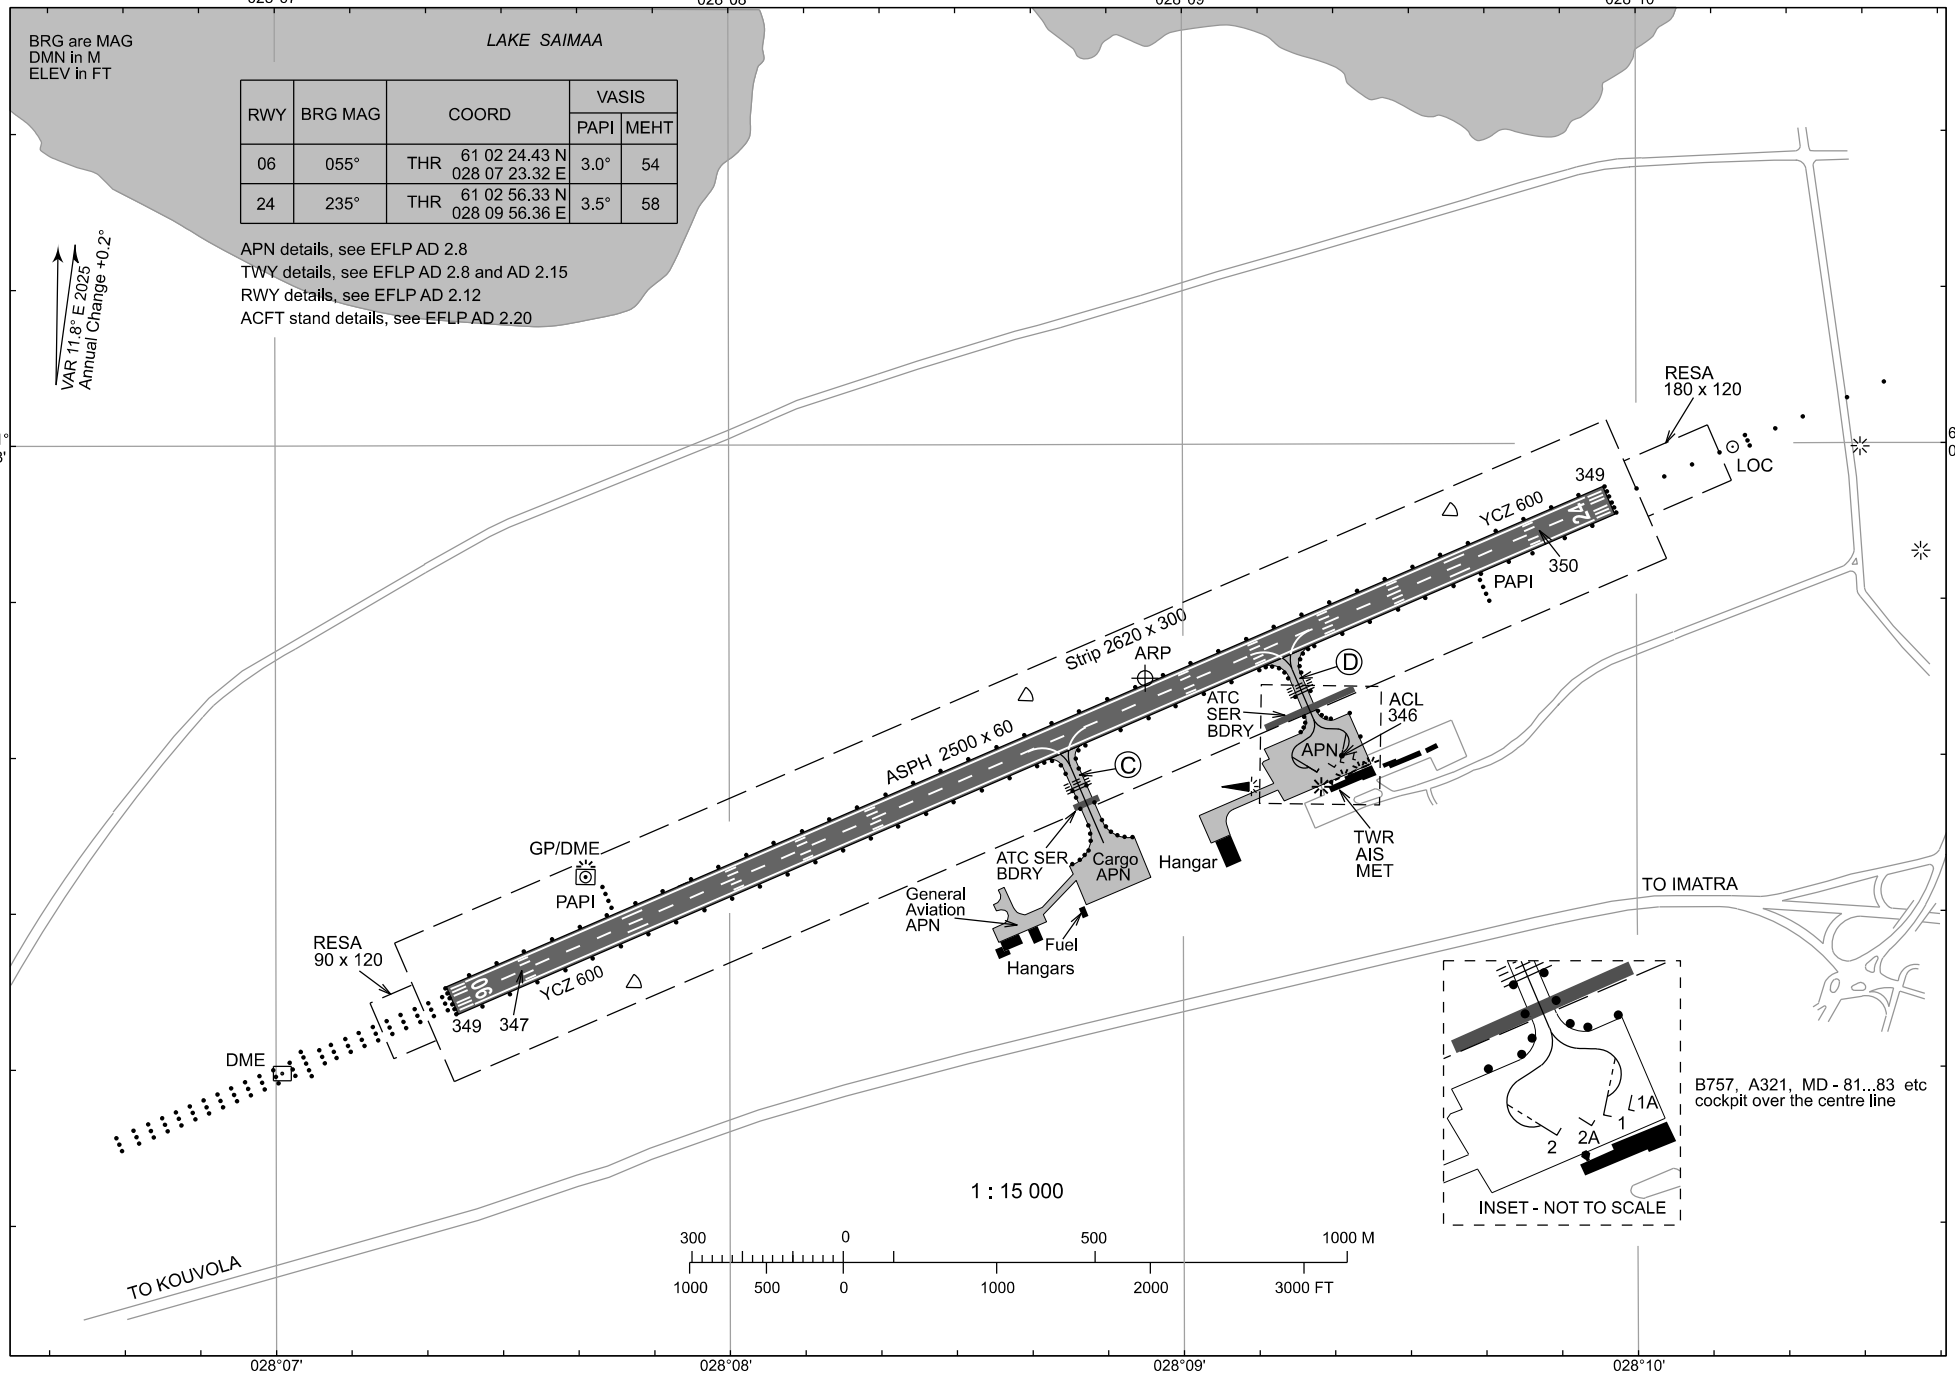 028°07'
028°08'
028°09'
028°10'
BRG are MAG
DMN in M
ELEV in FT
LAKE SAIMAA
RWY BRG MAG COORD VASIS
PAPI MEHT
06 055° THR 61 02 24.43 N 3.0° 54
028 07 23.32 E
24 235° THR 61 02 56.33 N 3.5° 58
028 09 56.36 E
APN details, see EFLP AD 2.8
TWY details, see EFLP AD 2.8 and AD 2.15
RWY details, see EFLP AD 2.12
ACFT stand details, see EFLP AD 2.20
VAR 11.8° E 2025
Annual Change +0.2°
RESA
180 x 120
LOC
349
24
YCZ 600
350
PAPI
Strip 2620 x 300
ARP
D
ATC
SER
BDRY
ACL
346
APN
ASPH 2500 x 60
C
TWR
AIS
MET
GP/DME
PAPI
ATC SER
BDRY
Cargo
APN
Hangar
General
Aviation
APN
Fuel
Hangars
TO IMATRA
RESA
90 x 120
06
YCZ 600
349 347
DME
B757, A321, MD - 81...83 etc
cockpit over the centre line
1A
1
2A
2
INSET - NOT TO SCALE
1 : 15 000
300 0 500 1000 M
1000 500 0 1000 2000 3000 FT
TO KOUVOLA
028°07'
028°08'
028°09'
028°10'